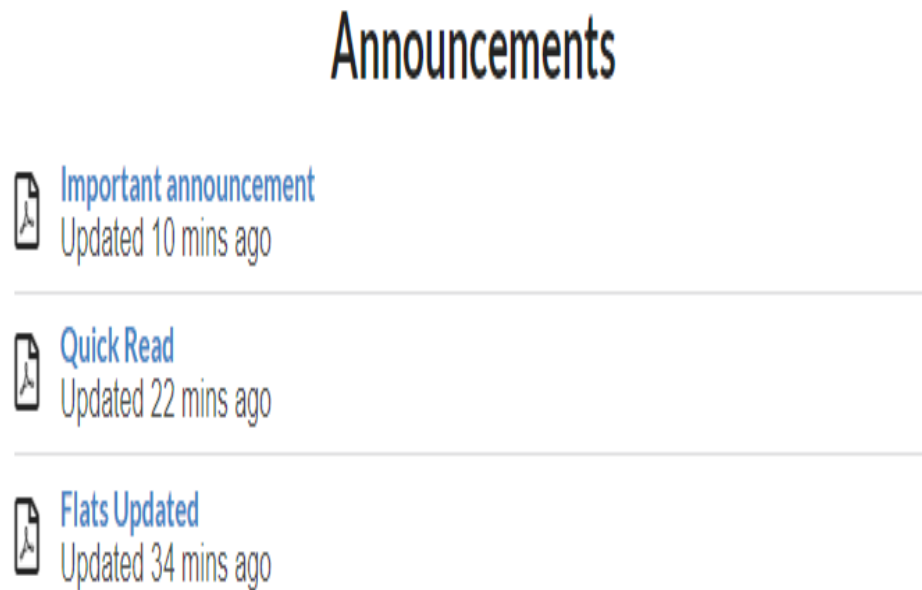 Announcements
Important announcement
Updated 10 mins ago
Quick Read
Updated 22 mins ago
Flats Updated
Updated 34 mins ago